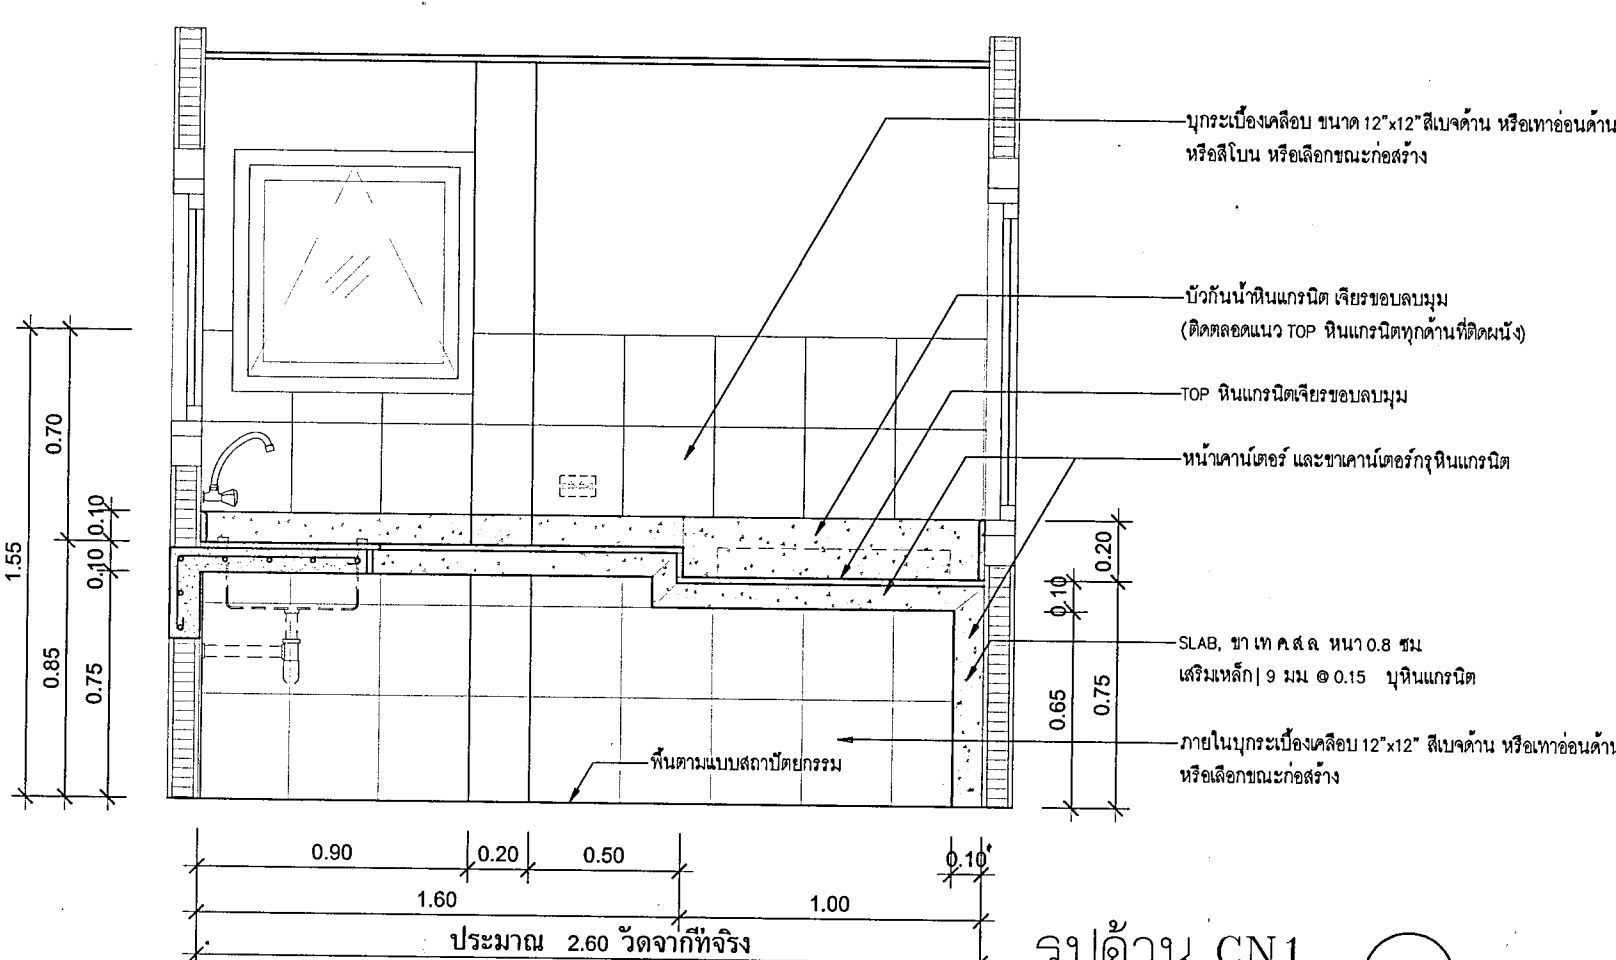 บุกระเบื้องเคลือบ ขนาด 12"x12" สีเบจด้าน หรือเทาอ่อนด้าน
หรือสีโบน หรือเลือกขณะก่อสร้าง
บัวกันน้ำหินแกรนิต เจียรขอบลบมุม
(ติดตลอดแนว TOP หินแกรนิตทุกด้านที่ติดผนัง)
TOP หินแกรนิตเจียรขอบลบมุม
หน้าเคาน์เตอร์ และขาเคาน์เตอร์กรุหินแกรนิต
SLAB, ขา เท ค ส ล หนา 0.8 ซม
เสริมเหล็ก| 9 มม @ 0.15 บุหินแกรนิต
ภายในบุกระเบื้องเคลือบ 12"x12" สีเบจด้าน หรือเทาอ่อนด้าน
หรือเลือกขณะก่อสร้าง
พื้นตามแบบสถาปัตยกรรม
1.55
0.70
0.85
0.10
0.10
0.75
0.20
0.10
0.65
0.75
0.90
0.20
0.50
0.10
1.60
1.00
ประมาณ 2.60 วัดจากที่จริง
รูปด้าน CN1